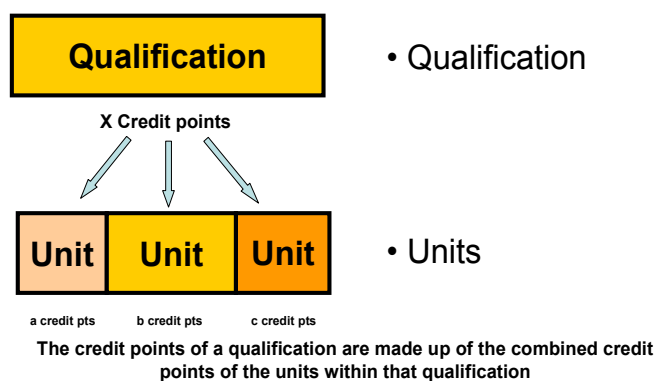 Qualification
• Qualification
X Credit points
Unit Unit Unit
• Units
a credit pts b credit pts c credit pts
The credit points of a qualification are made up of the combined credit
points of the units within that qualification